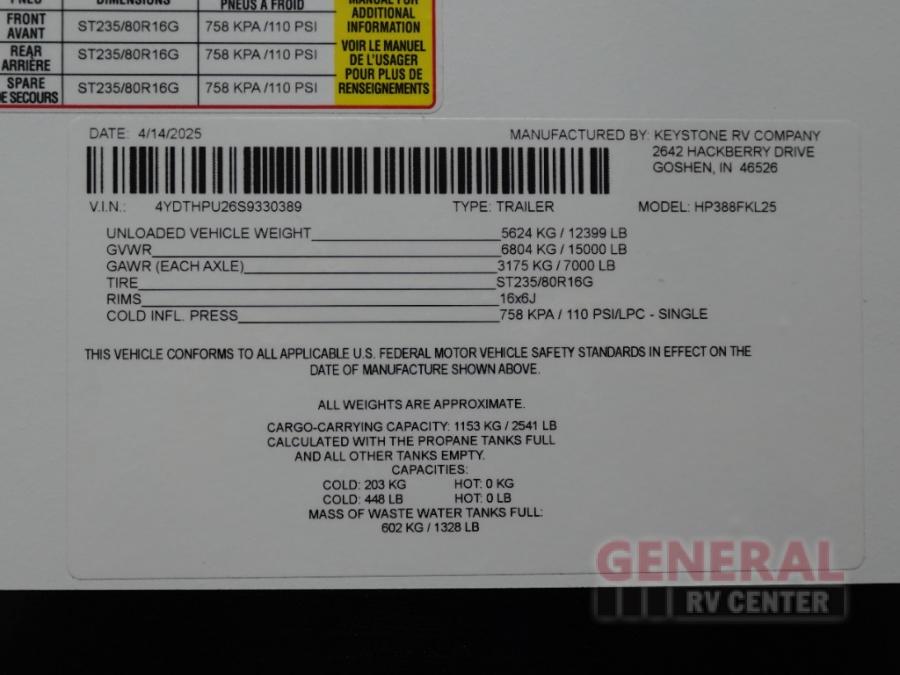 DIMENSIONS
PNEUS À FROID
MANUAL FOR
ADDITIONAL
INFORMATION
FRONT
AVANT
ST235/80R16G
758 KPA /110 PSI
REAR
ARRIÈRE
ST235/80R16G
758 KPA /110 PSI
VOIR LE MANUEL
DE L'USAGER
POUR PLUS DE
RENSEIGNEMENTS
SPARE
DE SECOURS
ST235/80R16G
758 KPA /110 PSI
DATE: 4/14/2025
MANUFACTURED BY: KEYSTONE RV COMPANY
2642 HACKBERRY DRIVE
GOSHEN, IN 46526
V.I.N.: 4YDTHPU26S9330389 TYPE: TRAILER MODEL: HP388FKL25
UNLOADED VEHICLE WEIGHT 5624 KG / 12399 LB
GVWR 6804 KG / 15000 LB
GAWR (EACH AXLE) 3175 KG / 7000 LB
TIRE ST235/80R16G
RIMS 16x6J
COLD INFL. PRESS 758 KPA / 110 PSI/LPC - SINGLE
THIS VEHICLE CONFORMS TO ALL APPLICABLE U.S. FEDERAL MOTOR VEHICLE SAFETY STANDARDS IN EFFECT ON THE
DATE OF MANUFACTURE SHOWN ABOVE.
ALL WEIGHTS ARE APPROXIMATE.
CARGO-CARRYING CAPACITY: 1153 KG / 2541 LB
CALCULATED WITH THE PROPANE TANKS FULL
AND ALL OTHER TANKS EMPTY.
CAPACITIES:
COLD: 203 KG HOT: 0 KG
COLD: 448 LB HOT: 0 LB
MASS OF WASTE WATER TANKS FULL:
602 KG / 1328 LB
GENERAL
RV CENTER